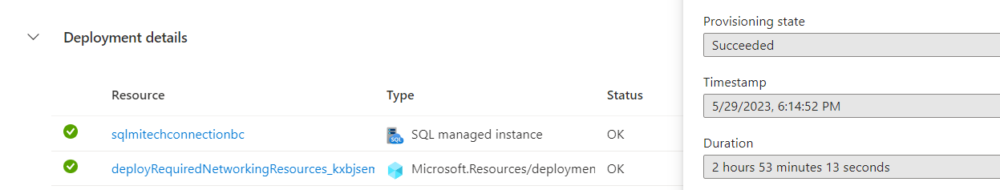 Deployment details
Resource Type Status
sqlmitechconnectionbc SQL managed instance OK
deployRequiredNetworkingResources_kxbjsem Microsoft.Resources/deploymen OK
Provisioning state
Succeeded
Timestamp
5/29/2023, 6:14:52 PM
Duration
2 hours 53 minutes 13 seconds